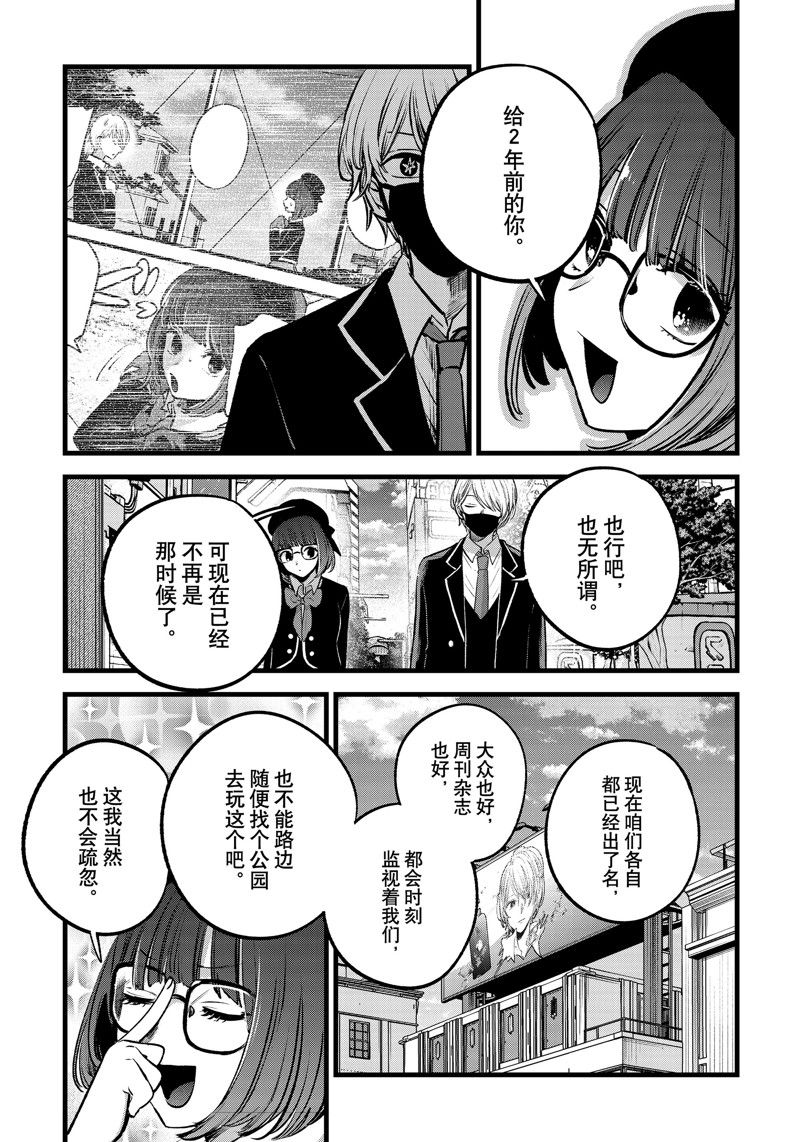 给2年前的你。
也行吧，
也无所谓。
可现在已经
不再是
那时候了。
现在咱们各自
都已经出了名，
大众也好，
周刊杂志
也好，
都会时刻
监视着我们，
也不能路边
随便找个公园
去玩这个吧。
这我当然
也不会疏忽。